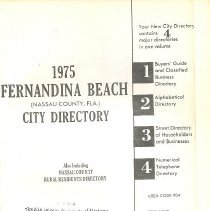 1975
FERNANDINA BEACH
(NASSAU COUNTY, FLA.)
CITY DIRECTORY
Also Including
NASSAU COUNTY
RURAL RESIDENTS DIRECTORY
Your New City Directory
contains 4
major directories
in one volume
1 Buyers' Guide
and Classified
Business
Directory
2 Alphabetical
Directory
3 Street Directory
of Householders
and Businesses
4 Numerical
Telephone
Directory
AREA CODE 904